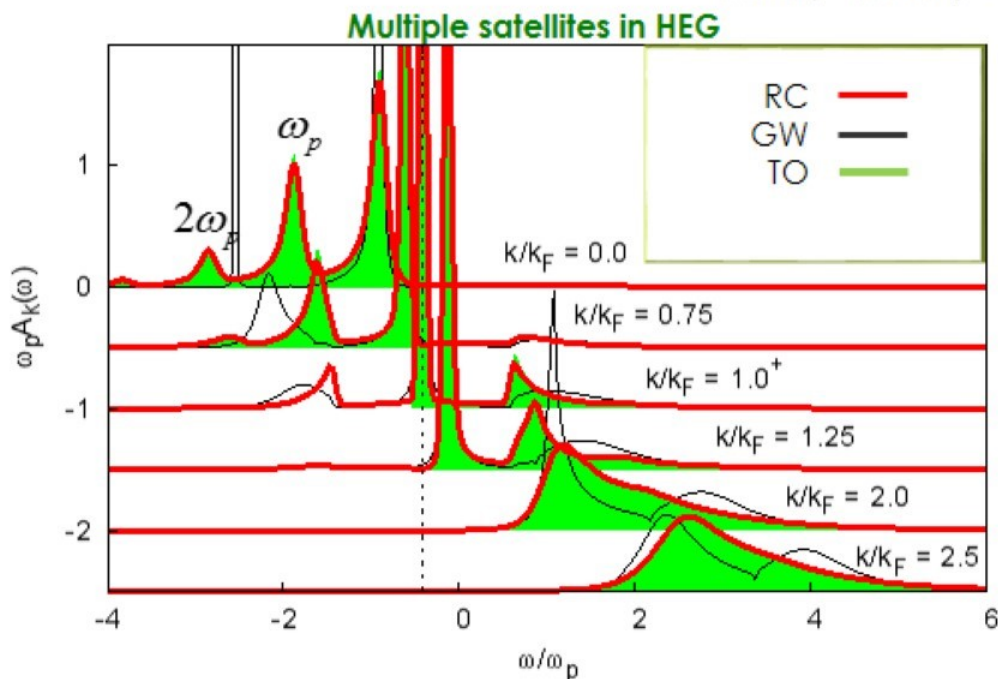 Multiple satellites in HEG
RC
GW
TO
ω_p
2ω_p
k/k_F = 0.0
k/k_F = 0.75
k/k_F = 1.0⁺
k/k_F = 1.25
k/k_F = 2.0
k/k_F = 2.5
1
0
-1
-2
ω_pA_k(ω)
-4
-2
0
2
4
6
ω/ω_p